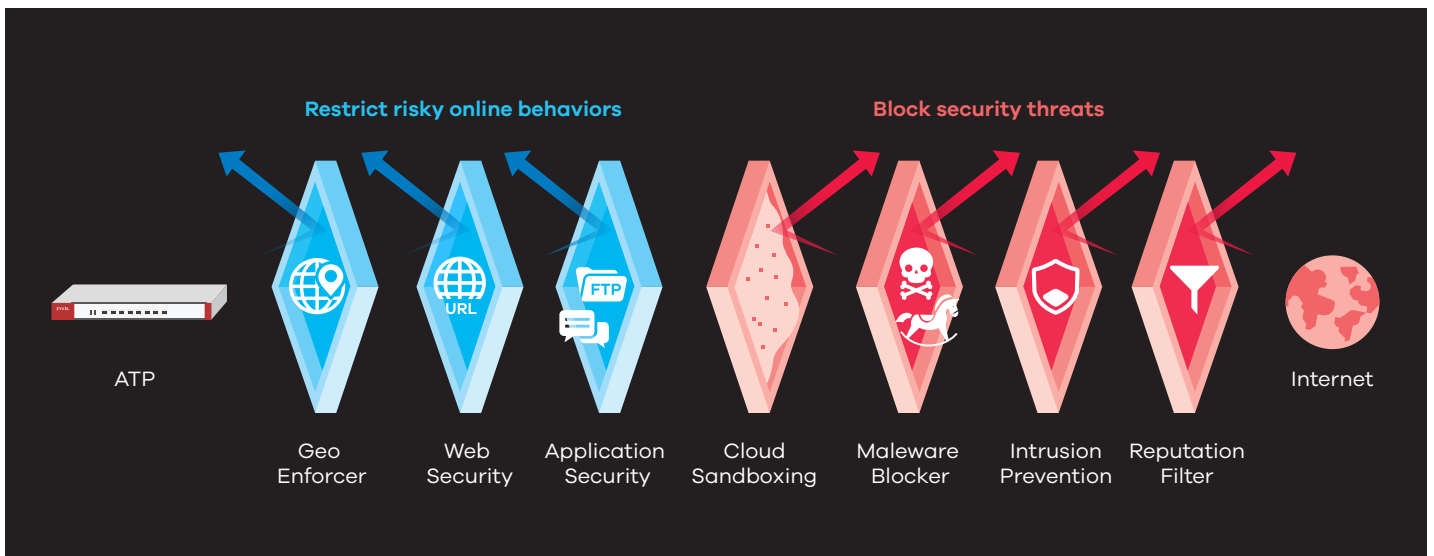 Restrict risky online behaviors
Block security threats
ZYXEL
URL
FTP
ATP
Internet
Geo
Enforcer
Web
Security
Application
Security
Cloud
Sandboxing
Maleware
Blocker
Intrusion
Prevention
Reputation
Filter